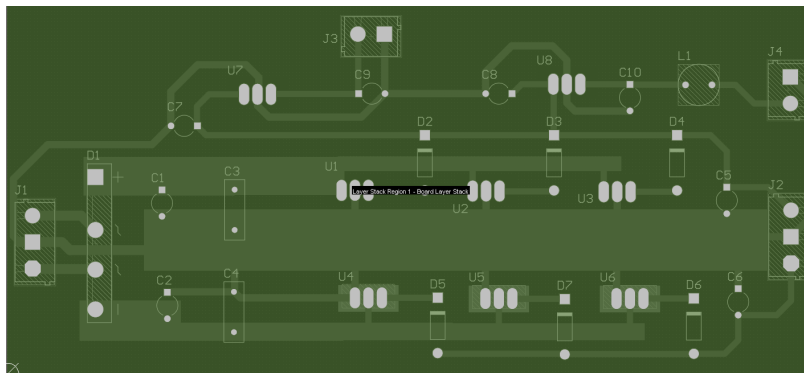 J3
J4
L1
U8
U7
C9
C8
C10
C7
D2
D3
D4
D1
+
J1
C1
C3
U1
Layer Stack Region 1 - Board Layer Stack
U2
U3
C5
J2
~
~
C2
C4
U4
D5
U5
D7
U6
D6
C6
|